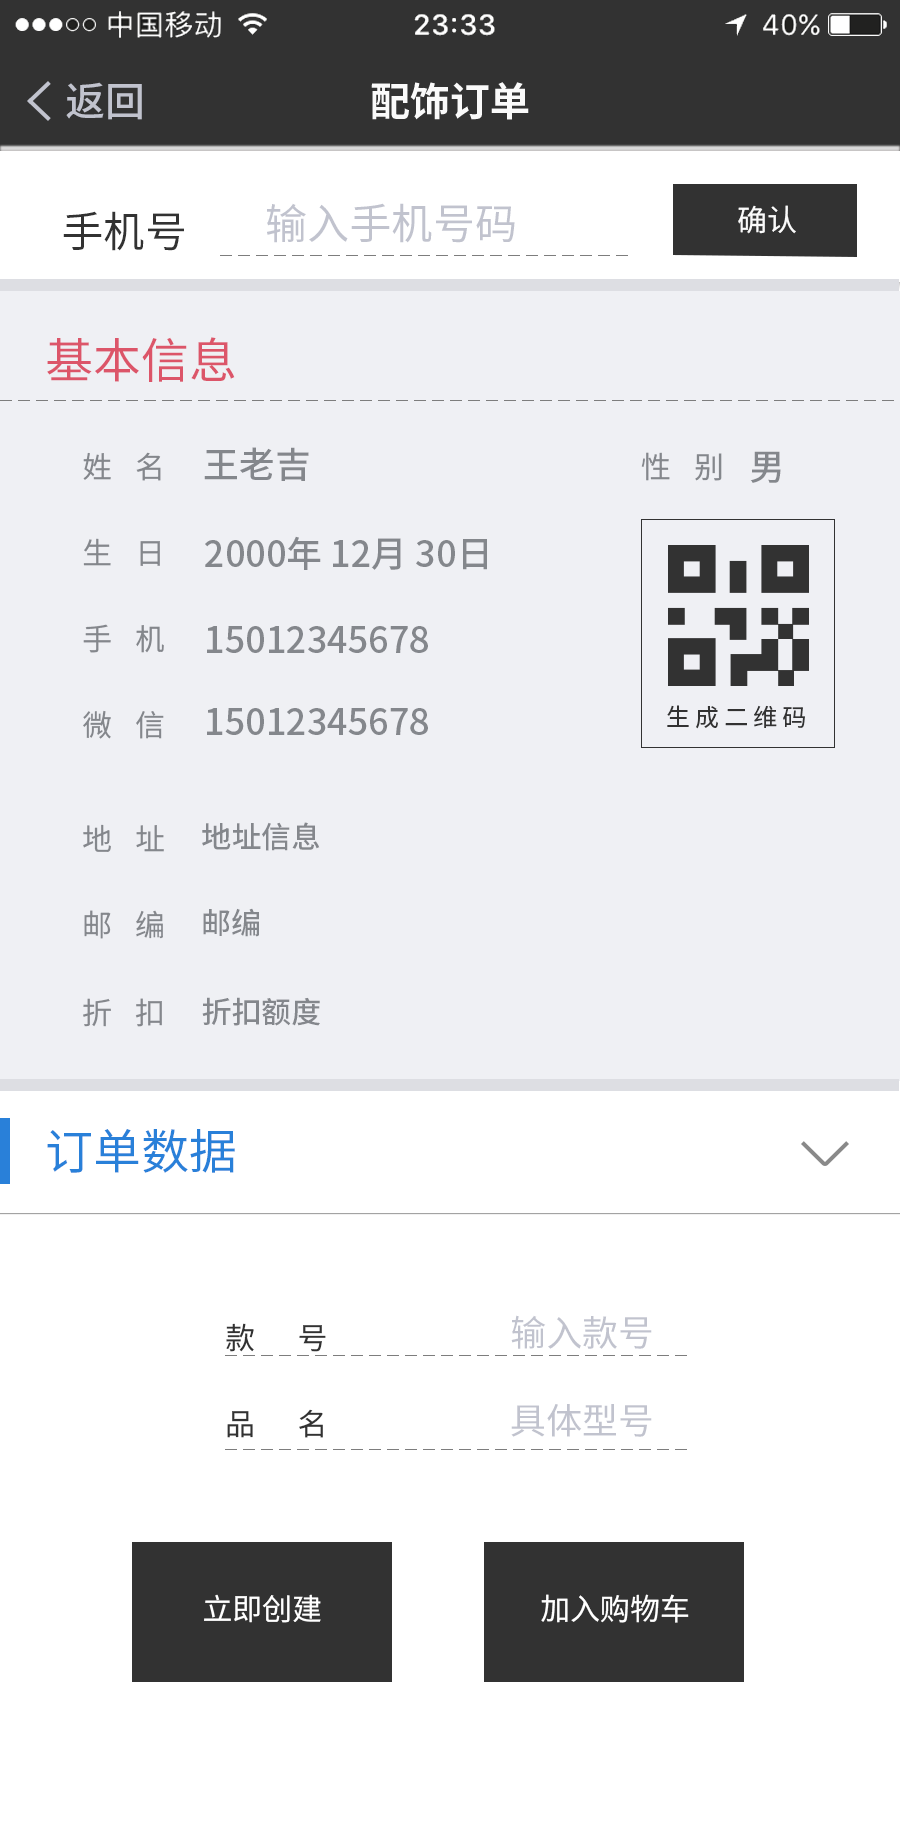 中国移动 23:33 40%
返回 配饰订单
手机号 输入手机号码 确认
基本信息
姓 名 王老吉 性 别 男
生 日 2000年 12月 30日
手 机 15012345678
微 信 15012345678
生成二维码
地 址 地址信息
邮 编 邮编
折 扣 折扣额度
订单数据
款 号 输入款号
品 名 具体型号
立即创建 加入购物车